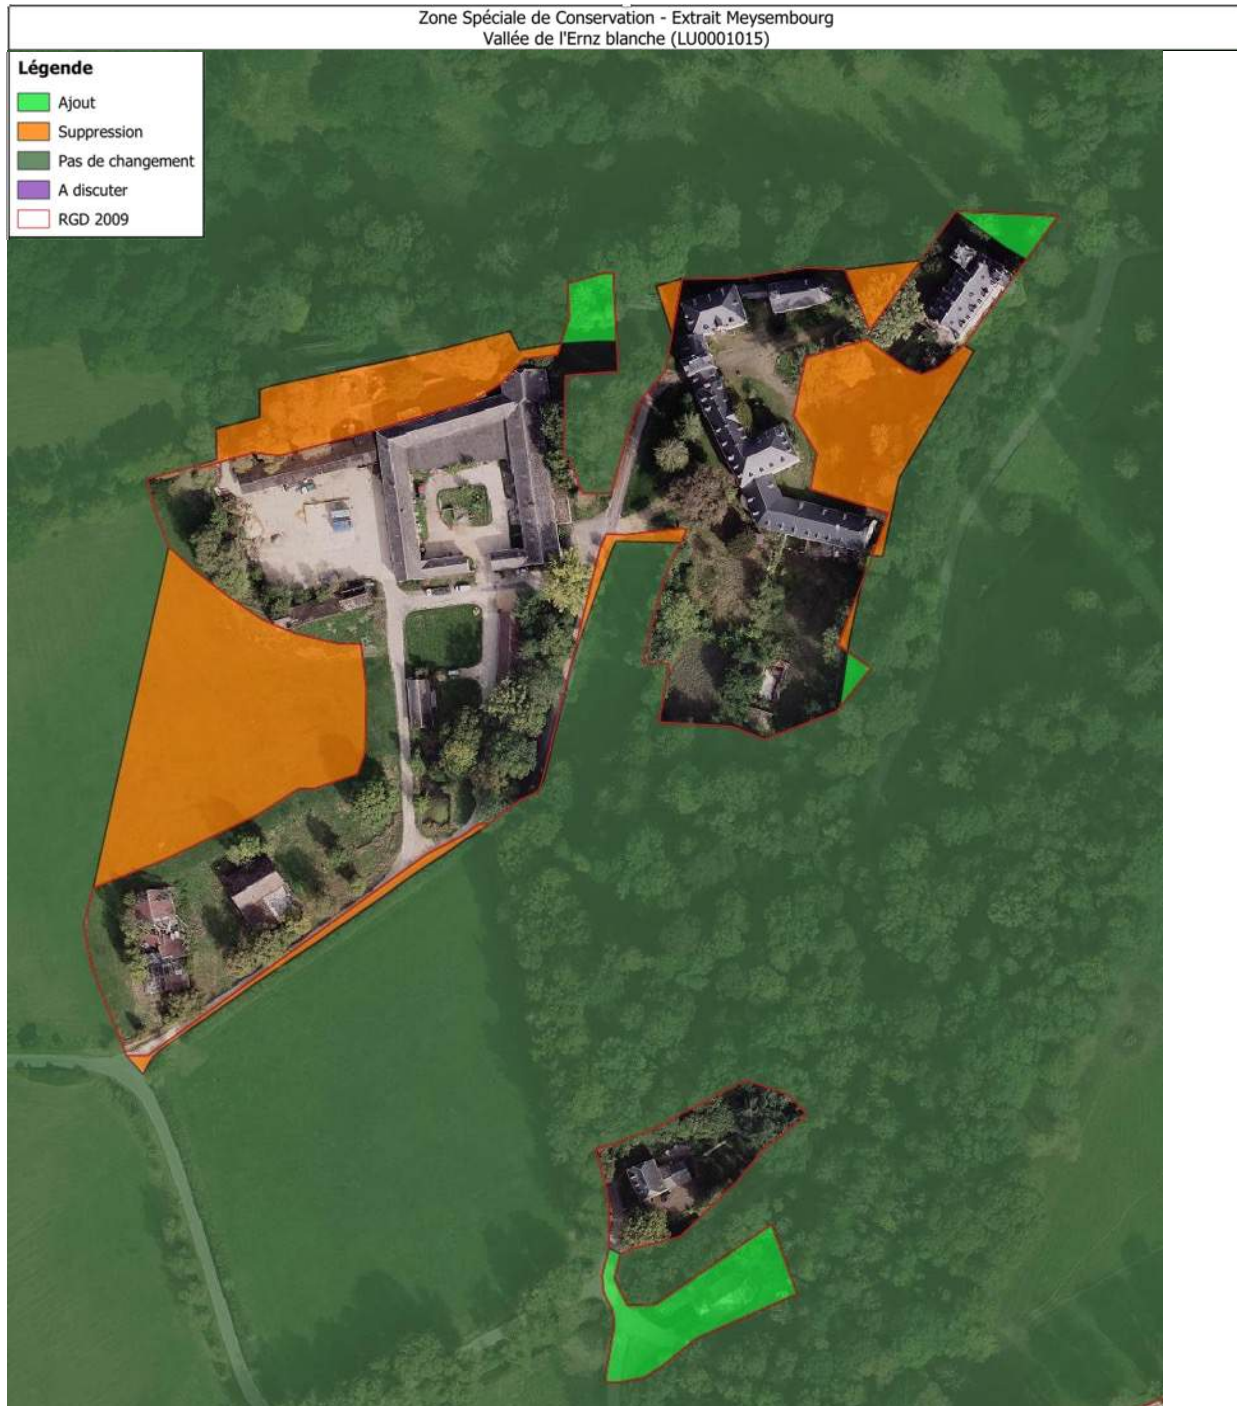 Zone Spéciale de Conservation - Extrait Meysembourg
Vallée de l'Ernz blanche (LU0001015)
Légende
Ajout
Suppression
Pas de changement
A discuter
RGD 2009